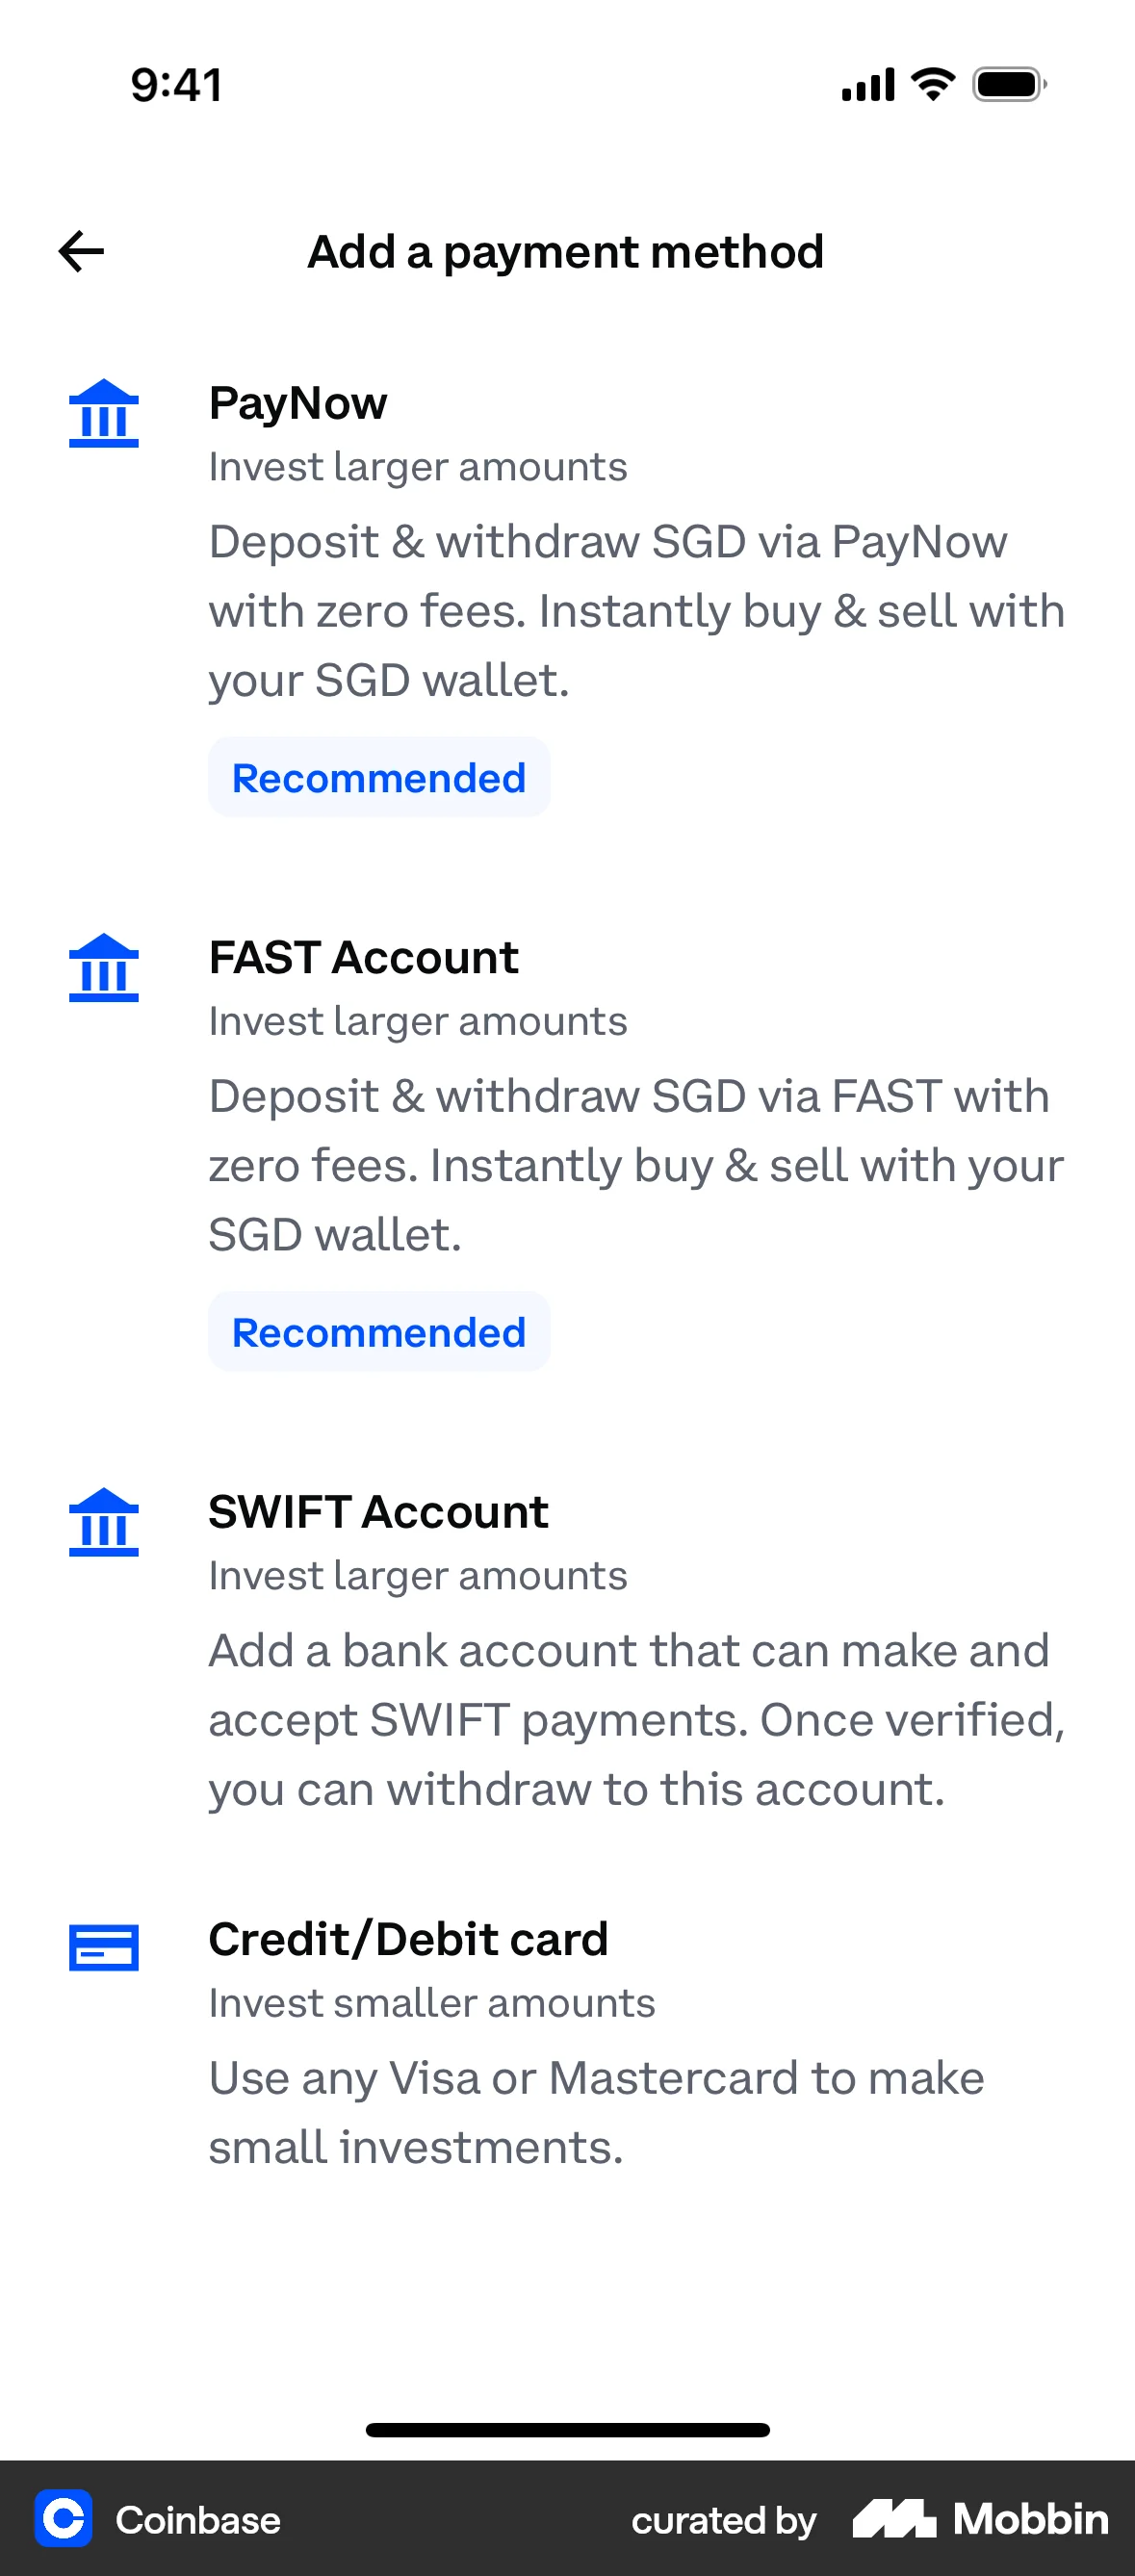 9:41
Add a payment method
PayNow
Invest larger amounts
Deposit & withdraw SGD via PayNow
with zero fees. Instantly buy & sell with
your SGD wallet.
Recommended
FAST Account
Invest larger amounts
Deposit & withdraw SGD via FAST with
zero fees. Instantly buy & sell with your
SGD wallet.
Recommended
SWIFT Account
Invest larger amounts
Add a bank account that can make and
accept SWIFT payments. Once verified,
you can withdraw to this account.
Credit/Debit card
Invest smaller amounts
Use any Visa or Mastercard to make
small investments.
Coinbase curated by Mobbin